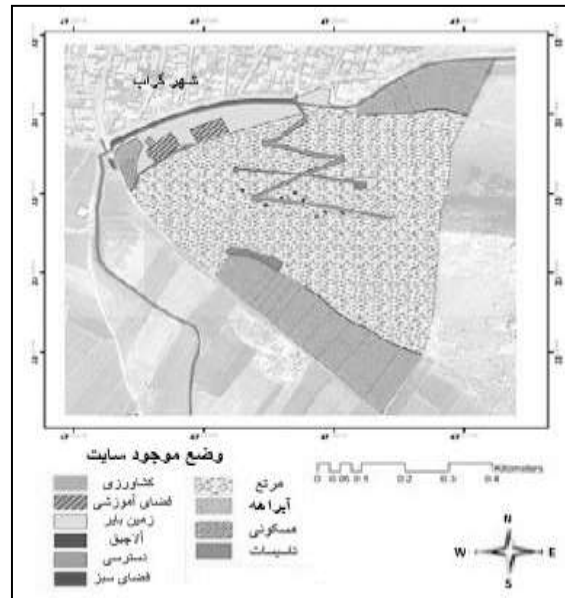 شهر گراب
وضع موجود سایت
کشاورزی
فضای آموزشی
زمین بایر
آلاچیق
دسترسی
فضای سبز
مرتع
آبراهه
مسکونی
تاسیسات
Kilometers
0 0.05 0.1 0.2 0.3 0.4
N
W E
S